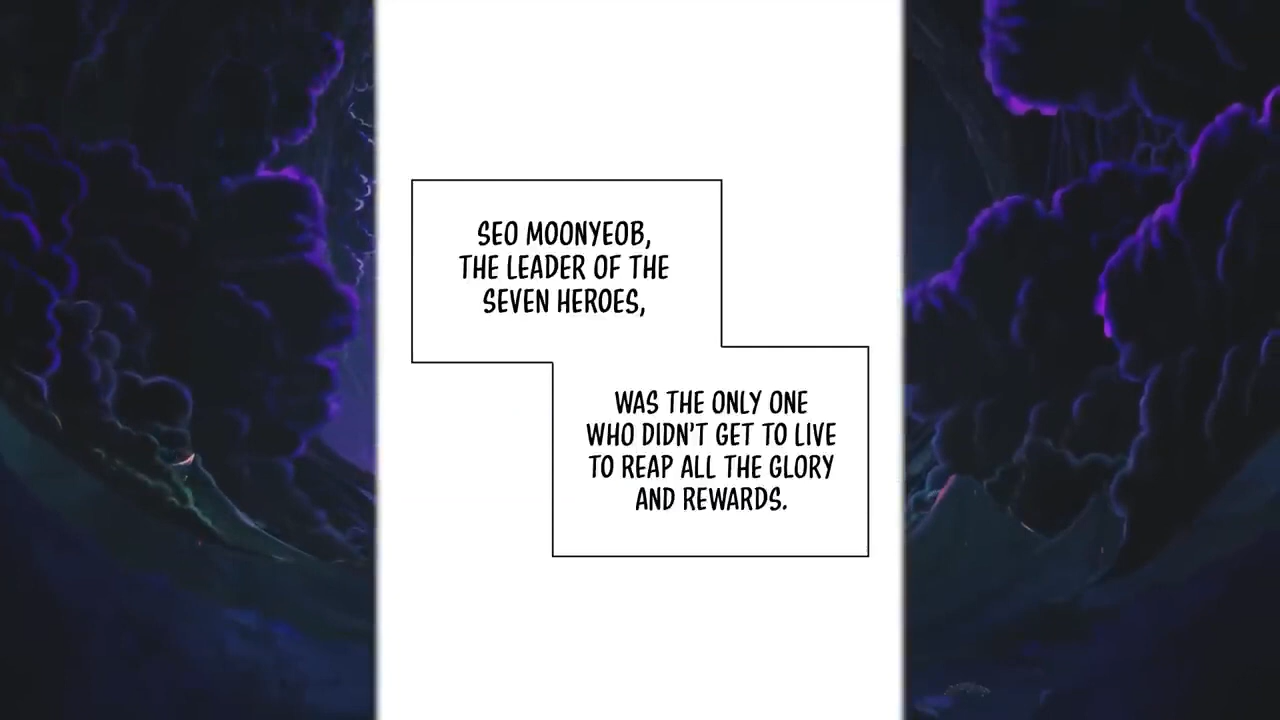 SEO MOONYEOB,
THE LEADER OF THE
SEVEN HEROES,
WAS THE ONLY ONE
WHO DIDN'T GET TO LIVE
TO REAP ALL THE GLORY
AND REWARDS.